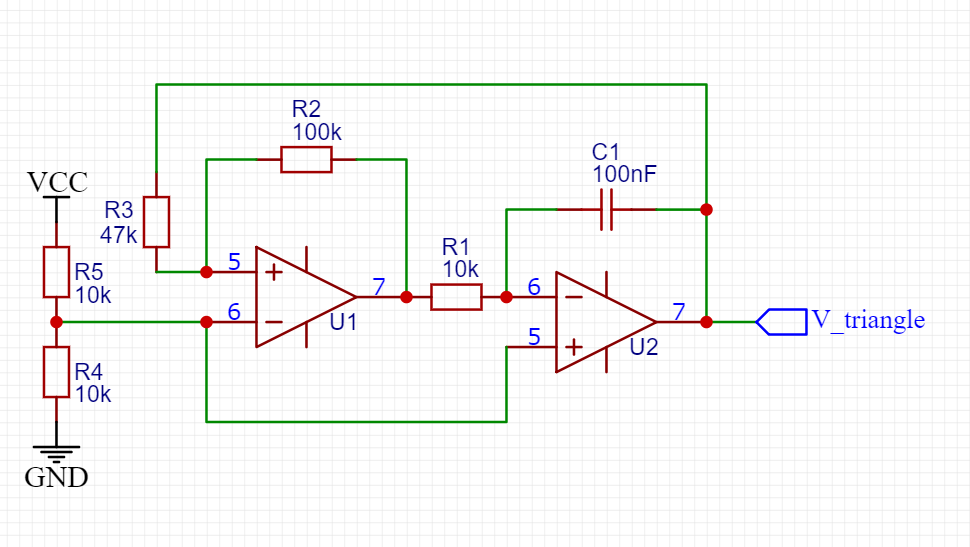 R2
100k
C1
100nF
VCC
R3
47k
R1
10k
5
+
7
6
−
R5
10k
6
−
U1
5
+
7
U2
V_triangle
R4
10k
GND